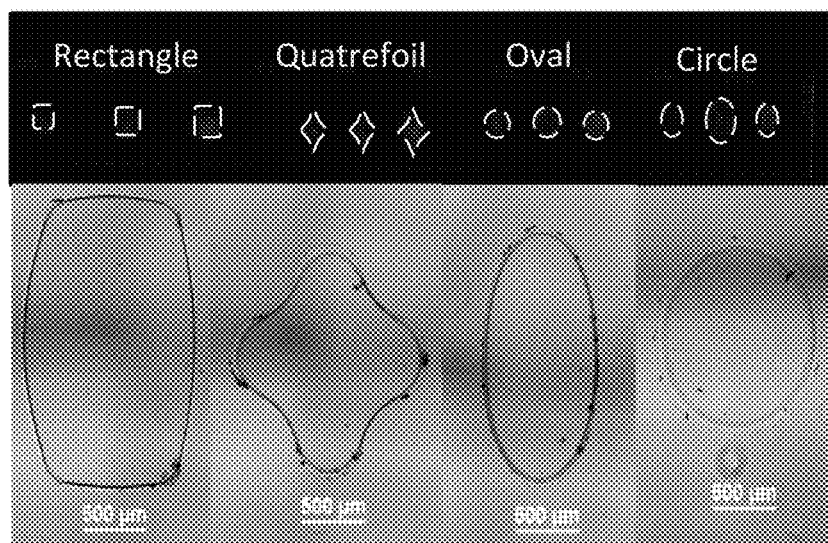 Rectangle Quatrefoil Oval Circle
500 μm 500 μm 500 μm 500 μm